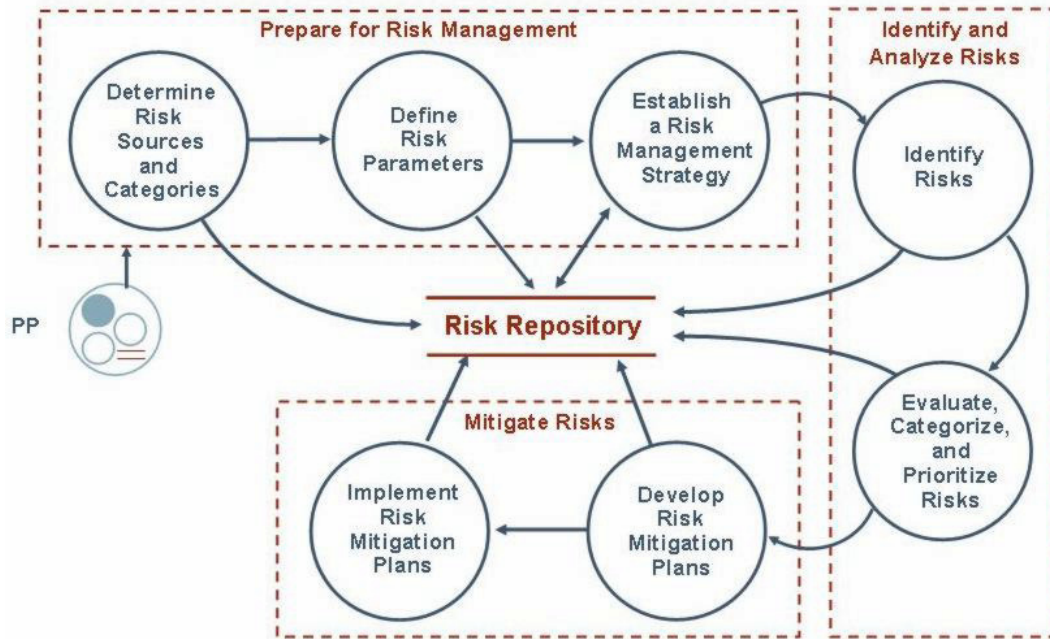 Prepare for Risk Management
Identify and
Analyze Risks
Determine
Risk
Sources
and
Categories
Define
Risk
Parameters
Establish
a Risk
Management
Strategy
Identify
Risks
PP
Risk Repository
Evaluate,
Categorize,
and
Prioritize
Risks
Mitigate Risks
Implement
Risk
Mitigation
Plans
Develop
Risk
Mitigation
Plans